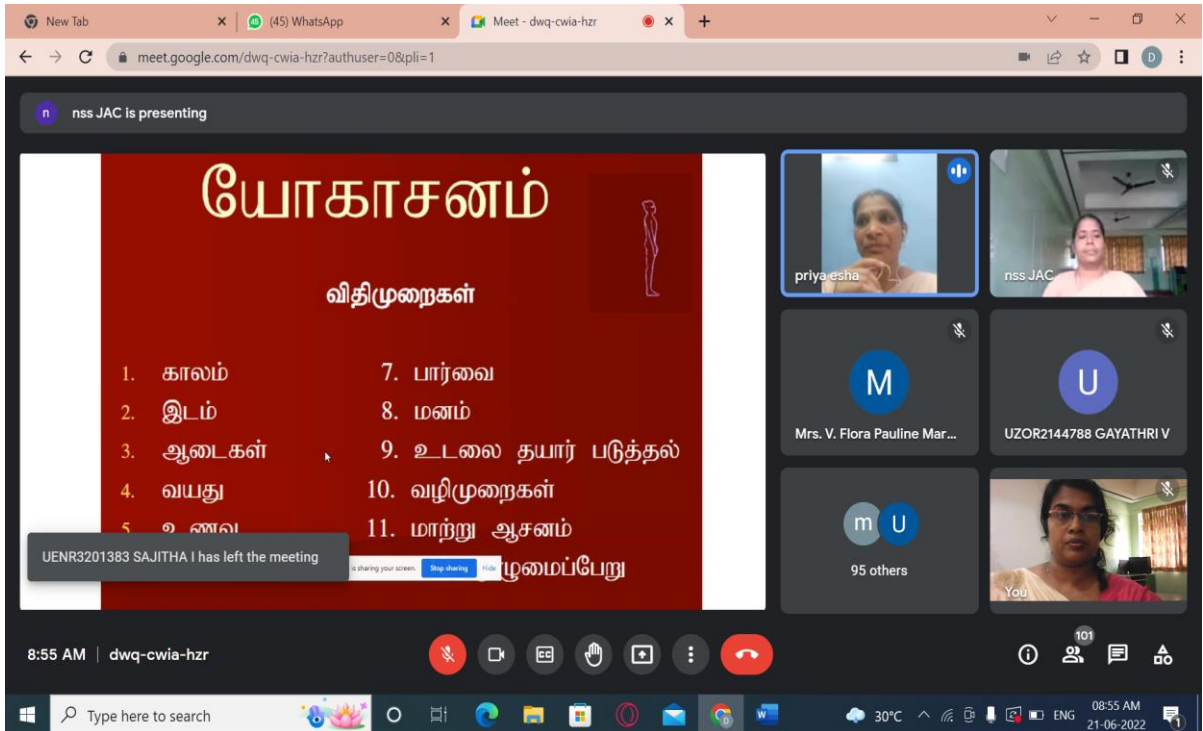 New Tab
(45) WhatsApp
Meet - dwq-cwia-hzr
meet.google.com/dwq-cwia-hzr?authuser=0&pli=1
D
n nss JAC is presenting
யோகாசனம்
விதிமுறைகள்
1. காலம்
2. இடம்
3. ஆடைகள்
4. வயது
5. உணவு
7. பார்வை
8. மனம்
9. உடலை தயார் படுத்தல்
10. வழிமுறைகள்
11. மாற்று ஆசனம்
UENR3201383 SAJITHA I has left the meeting
is sharing your screen. Stop sharing Hide
priya esha
nss JAC
M
Mrs. V. Flora Pauline Mar...
U
UZOR2144788 GAYATHRI V
m U
95 others
You
8:55 AM | dwq-cwia-hzr
CC
101
Type here to search
30°C
ENG
08:55 AM
21-06-2022
1